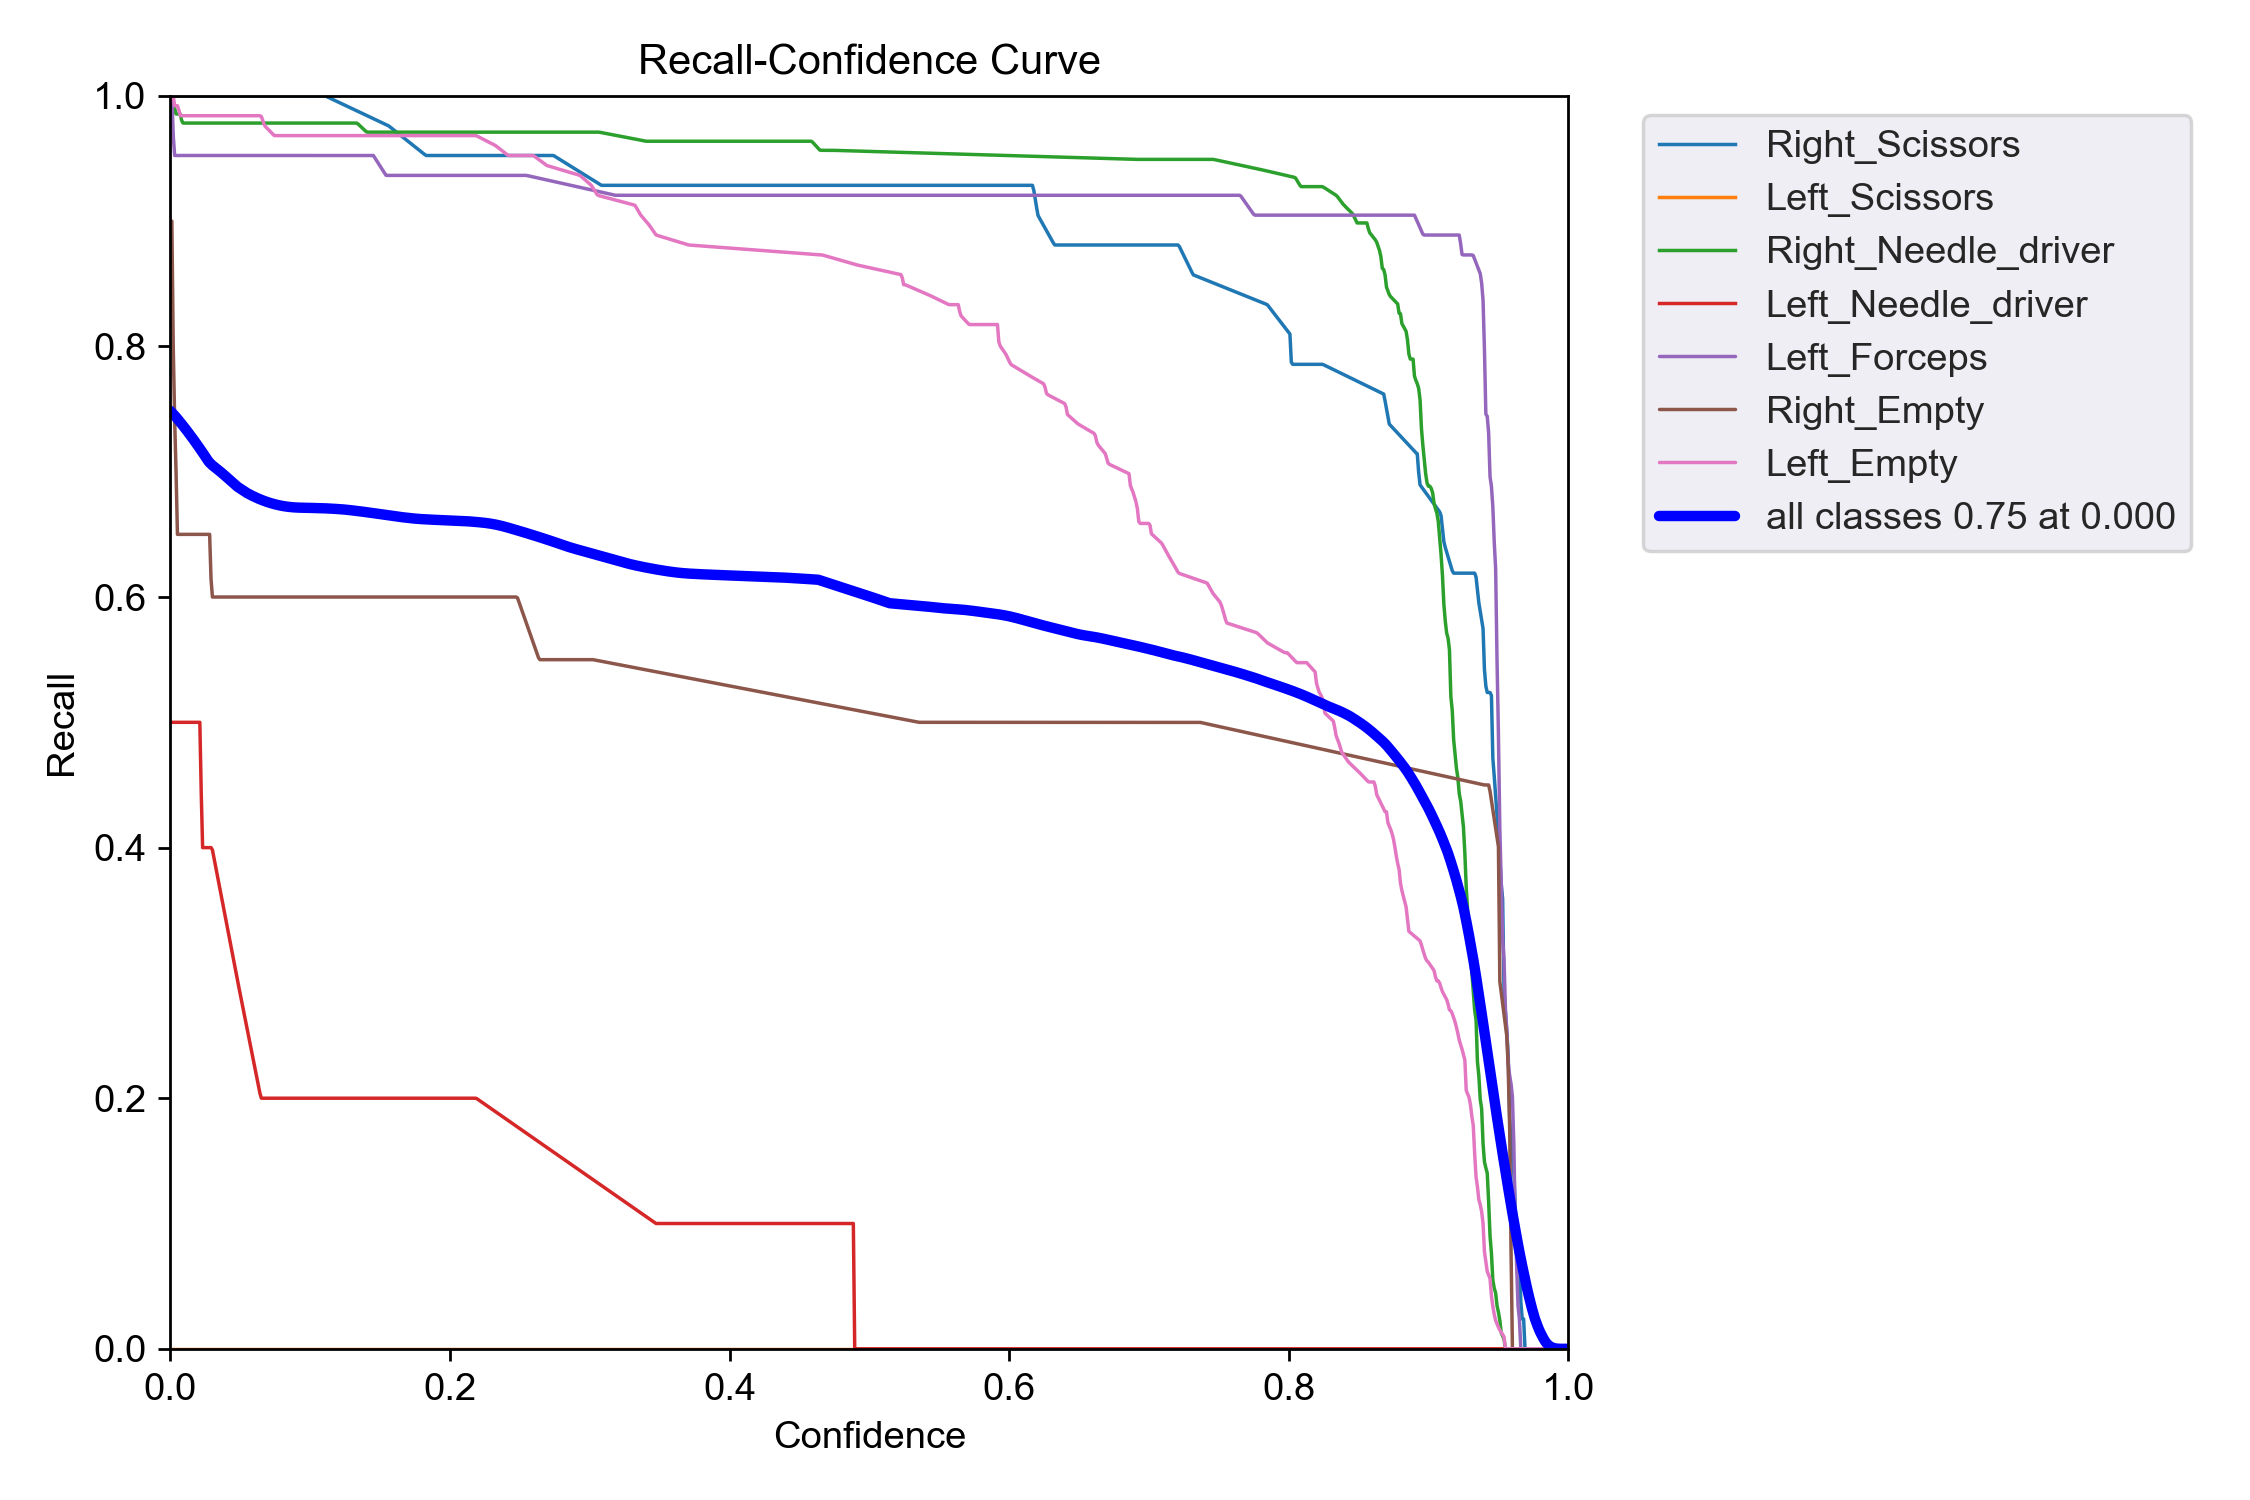 Recall-Confidence Curve
1.0
0.8
0.6
0.4
0.2
0.0
Recall
0.0 0.2 0.4 0.6 0.8 1.0
Confidence
Right_Scissors
Left_Scissors
Right_Needle_driver
Left_Needle_driver
Left_Forceps
Right_Empty
Left_Empty
all classes 0.75 at 0.000